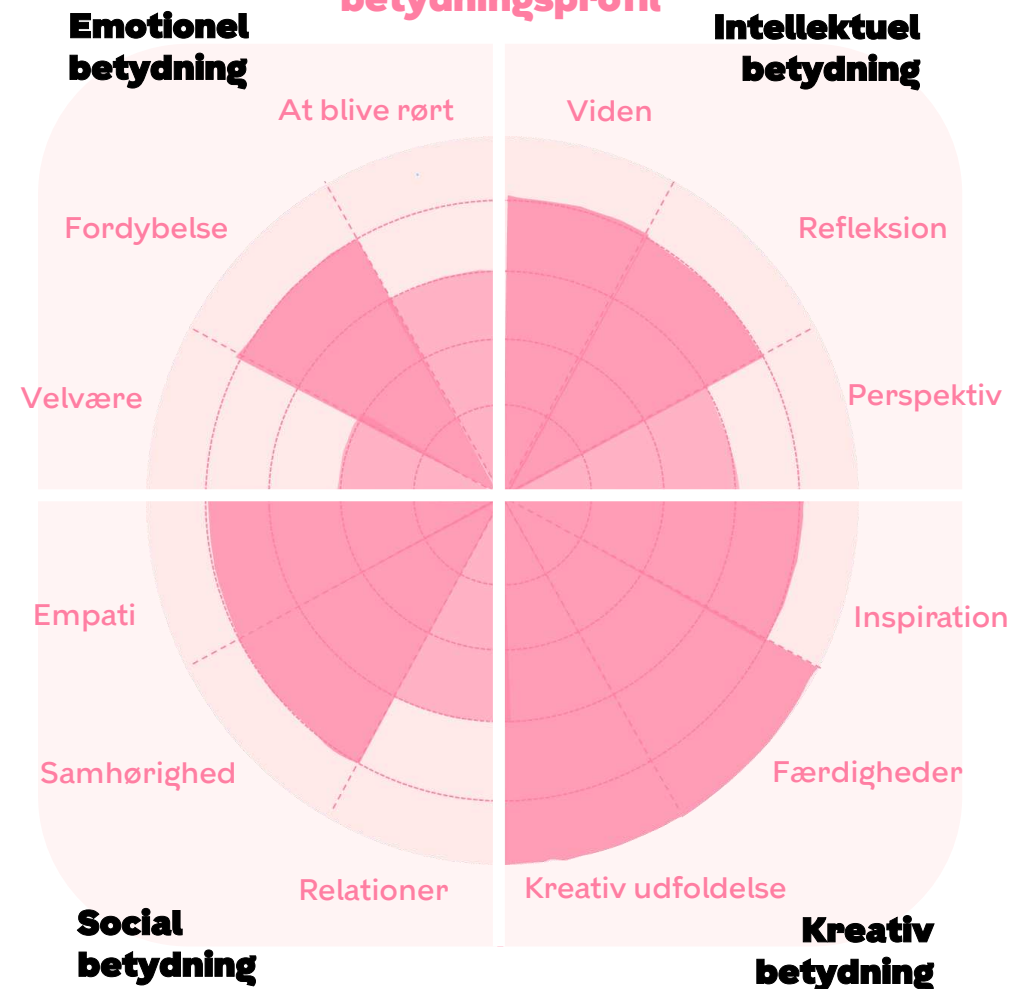 betydningsprofil
Emotionel
betydning
Intellektuel
betydning
At blive rørt
Viden
Fordybelse
Refleksion
Velvære
Perspektiv
Empati
Inspiration
Samhørighed
Færdigheder
Relationer
Kreativ udfoldelse
Social
betydning
Kreativ
betydning